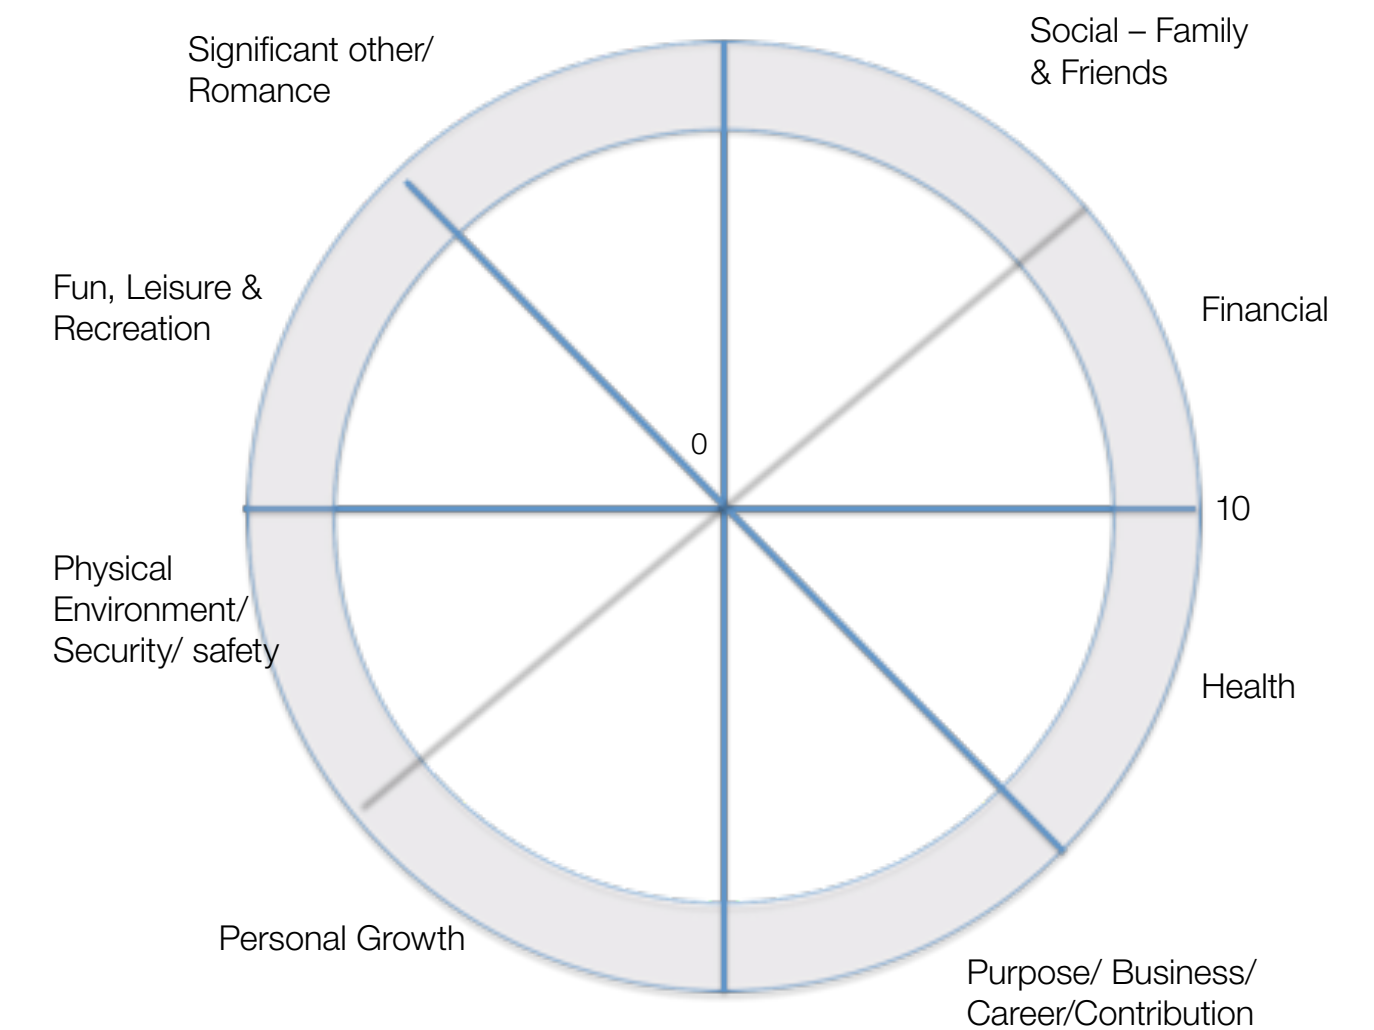 Significant other/
Romance
Social – Family
& Friends
Fun, Leisure &
Recreation
Financial
0
10
Physical
Environment/
Security/ safety
Health
Personal Growth
Purpose/ Business/
Career/Contribution